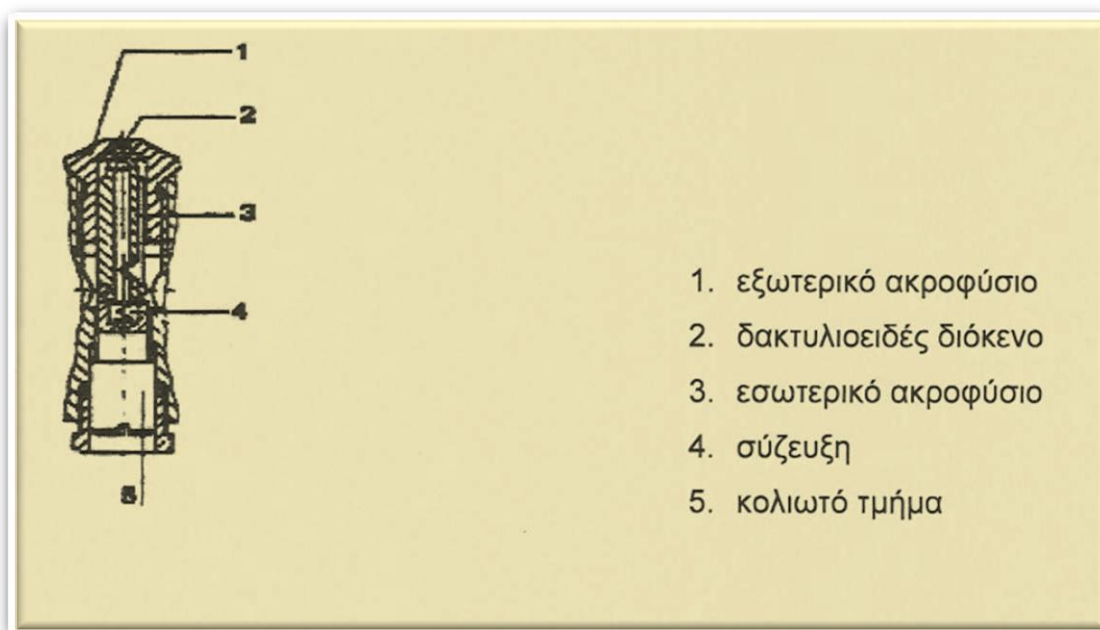 1
2
3
4
5
1. εξωτερικό ακροφύσιο
2. δακτυλιοειδές διόκενο
3. εσωτερικό ακροφύσιο
4. σύζευξη
5. κολιωτό τμήμα